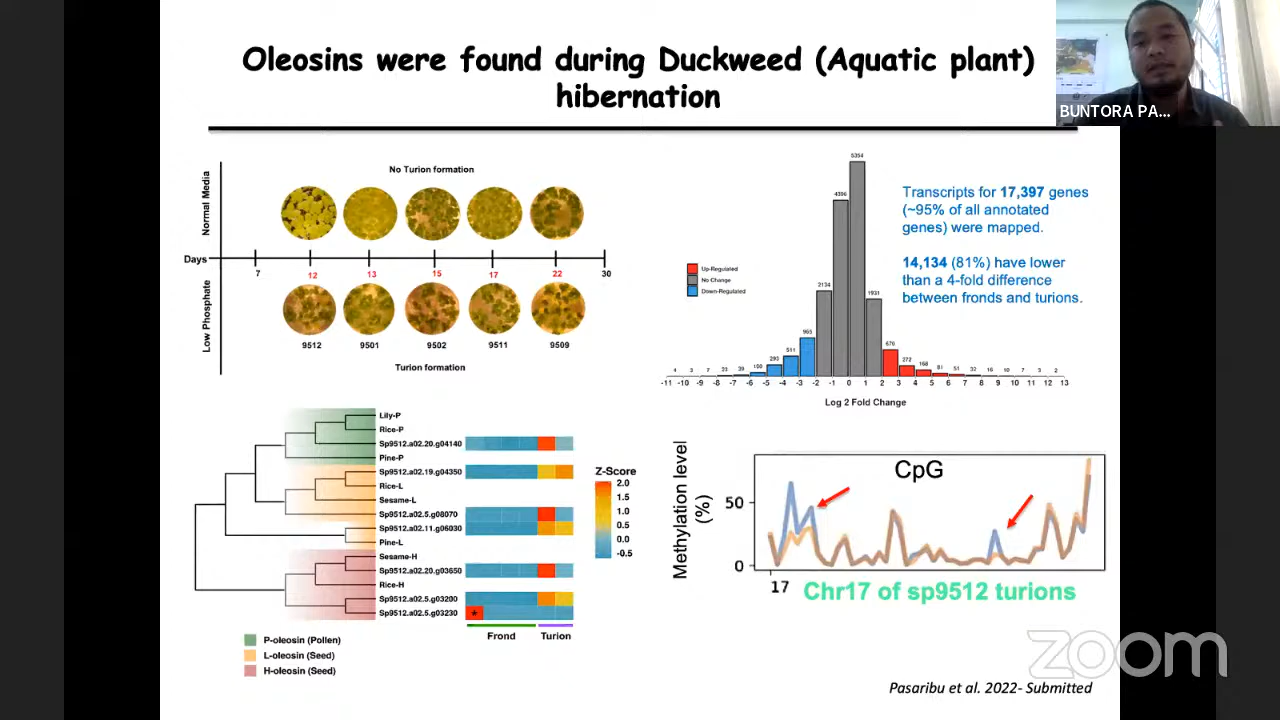 Oleosins were found during Duckweed (Aquatic plant)
hibernation
BUNTORA PA...
No Turion formation
Normal Media
Days
7
12
13
15
17
22
30
Low Phosphate
9512
9501
9502
9511
9509
Turion formation
Transcripts for 17,397 genes
(~95% of all annotated
genes) were mapped.
14,134 (81%) have lower
than a 4-fold difference
between fronds and turions.
Up-Regulated
No Change
Down-Regulated
4 3 7 23 39 100 293 511 965 2134 4396 5354 1931 670 272 168 81 51 32 16 10 7 3 2
-11 -10 -9 -8 -7 -6 -5 -4 -3 -2 -1 0 1 2 3 4 5 6 7 8 9 10 11 12 13
Log 2 Fold Change
Lily-P
Rice-P
Sp9512.a02.20.g04140
Pine-P
Sp9512.a02.19.g04350
Rice-L
Sesame-L
Sp9512.a02.5.g08070
Sp9512.a02.11.g06030
Pine-L
Sesame-H
Sp9512.a02.20.g03650
Rice-H
Sp9512.a02.5.g03200
Sp9512.a02.5.g03230
Frond
Turion
Z-Score
2.0
1.5
1.0
0.5
0.0
-0.5
P-oleosin (Pollen)
L-oleosin (Seed)
H-oleosin (Seed)
CpG
Methylation level
(%)
50
0
17
Chr17 of sp9512 turions
zoom
Pasaribu et al. 2022- Submitted